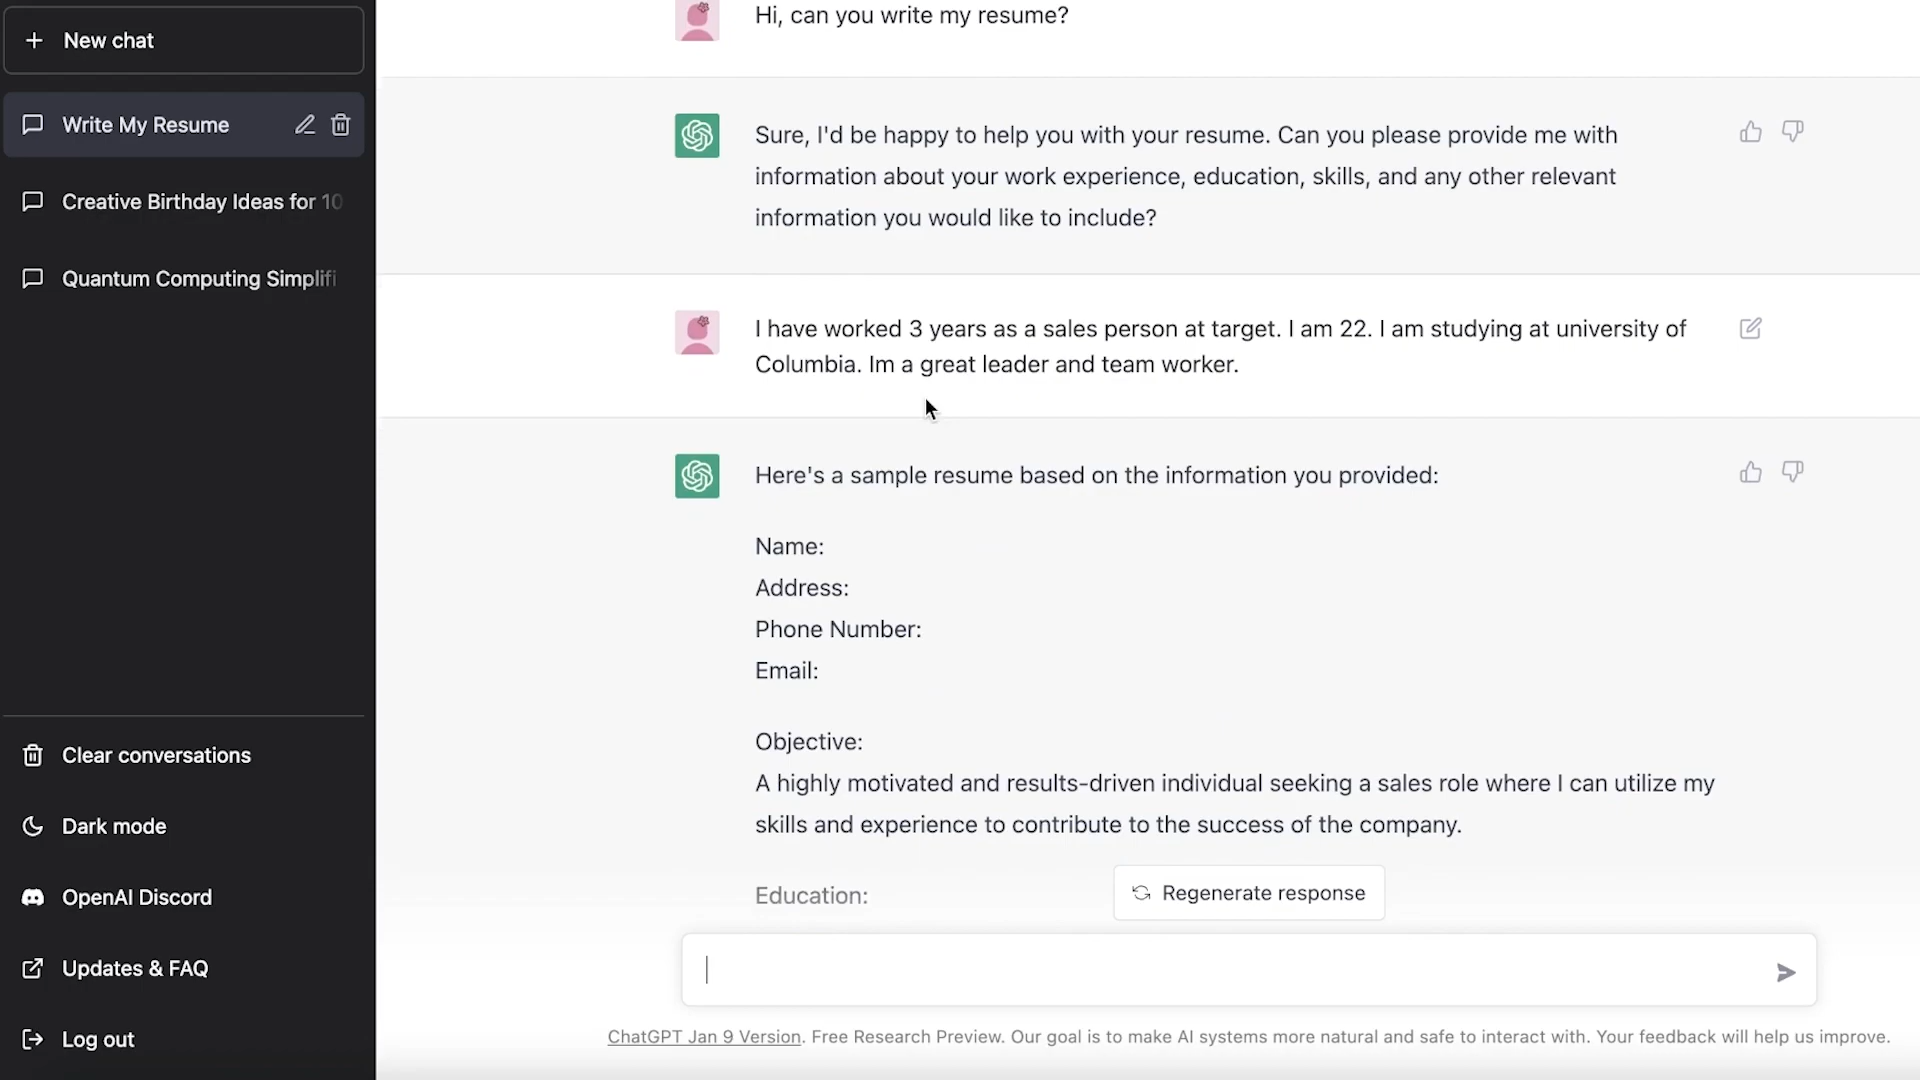 New chat
Write My Resume
Creative Birthday Ideas for 10
Quantum Computing Simplifi
Clear conversations
Dark mode
OpenAI Discord
Updates & FAQ
Log out
Hi, can you write my resume?
Sure, I'd be happy to help you with your resume. Can you please provide me with
information about your work experience, education, skills, and any other relevant
information you would like to include?
I have worked 3 years as a sales person at target. I am 22. I am studying at university of
Columbia. Im a great leader and team worker.
Here's a sample resume based on the information you provided:
Name:
Address:
Phone Number:
Email:
Objective:
A highly motivated and results-driven individual seeking a sales role where I can utilize my
skills and experience to contribute to the success of the company.
Education:
Regenerate response
ChatGPT Jan 9 Version. Free Research Preview. Our goal is to make AI systems more natural and safe to interact with. Your feedback will help us improve.